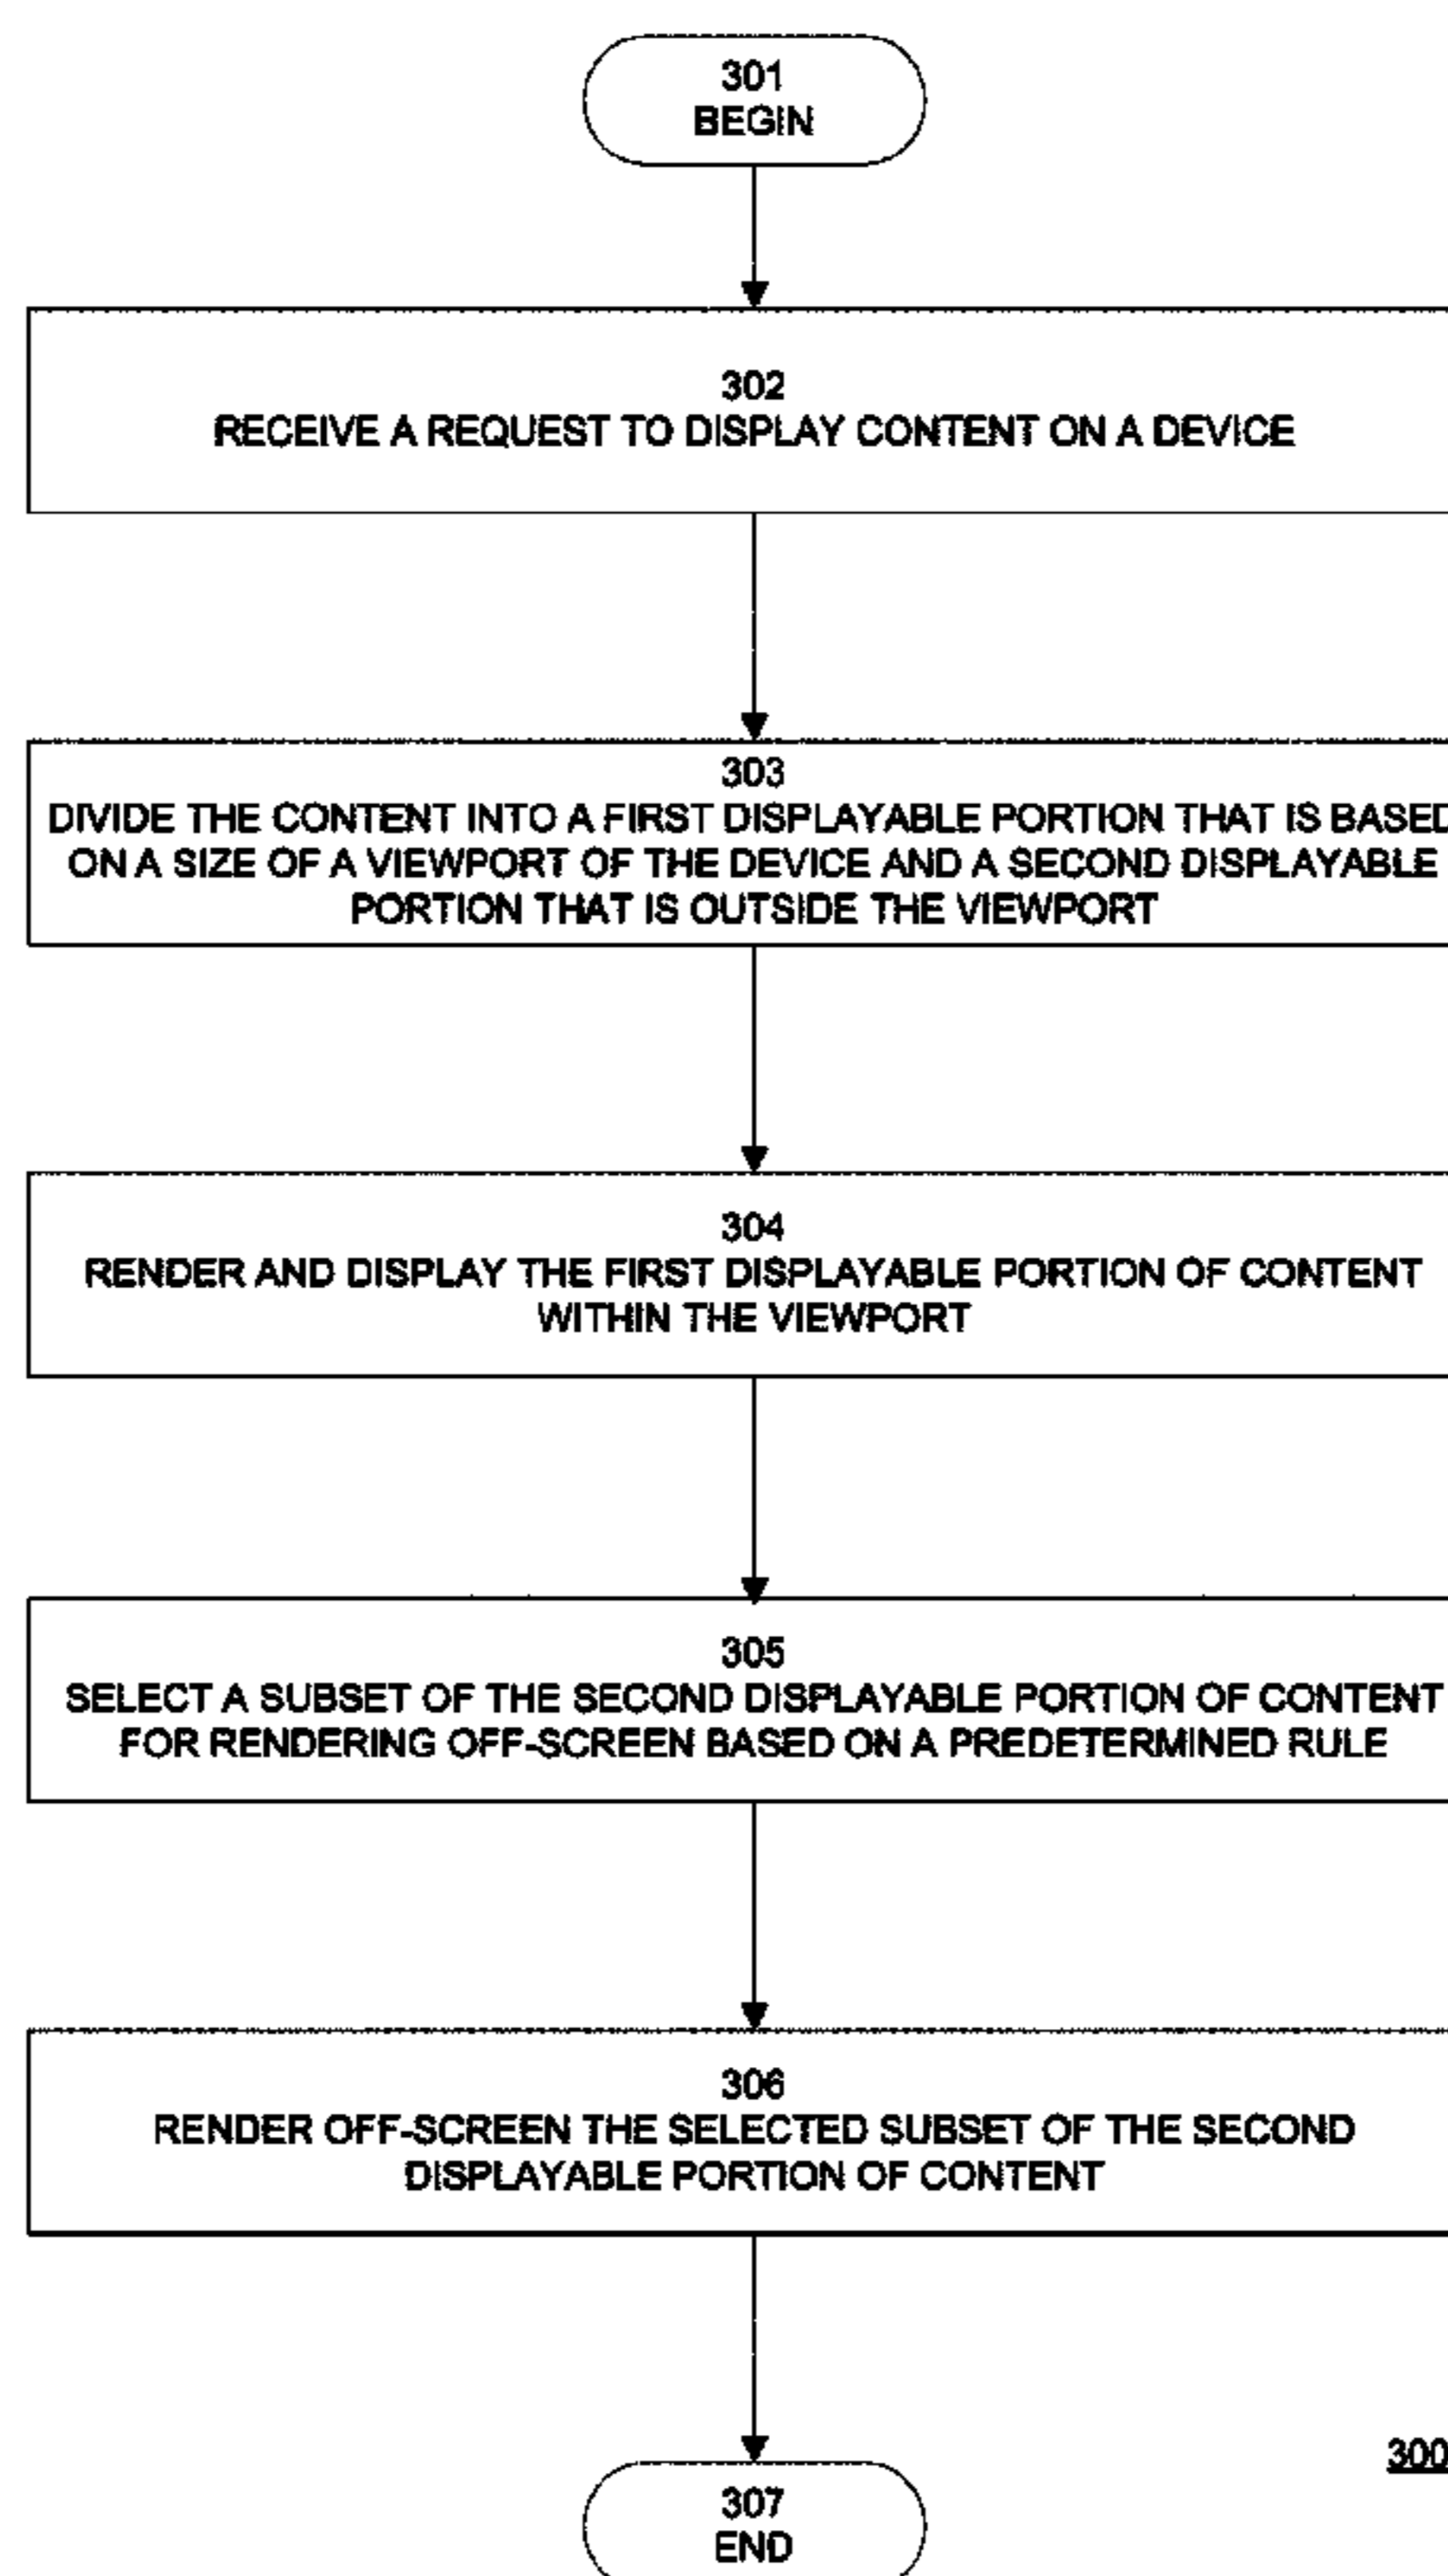 301
BEGIN
302
RECEIVE A REQUEST TO DISPLAY CONTENT ON A DEVICE
303
DIVIDE THE CONTENT INTO A FIRST DISPLAYABLE PORTION THAT IS BASED
ON A SIZE OF A VIEWPORT OF THE DEVICE AND A SECOND DISPLAYABLE
PORTION THAT IS OUTSIDE THE VIEWPORT
304
RENDER AND DISPLAY THE FIRST DISPLAYABLE PORTION OF CONTENT
WITHIN THE VIEWPORT
305
SELECT A SUBSET OF THE SECOND DISPLAYABLE PORTION OF CONTENT
FOR RENDERING OFF-SCREEN BASED ON A PREDETERMINED RULE
306
RENDER OFF-SCREEN THE SELECTED SUBSET OF THE SECOND
DISPLAYABLE PORTION OF CONTENT
300
307
END